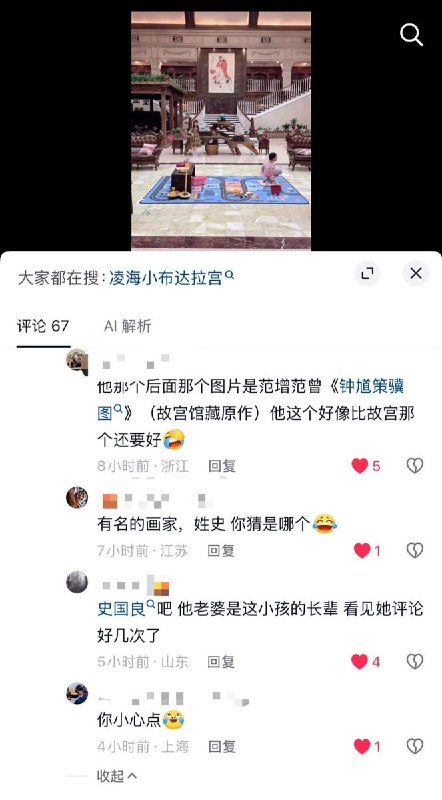 大家都在搜：凌海小布达拉宫
评论 67
AI 解析
他那个后面那个图片是范增范曾《钟馗策骥
图》（故宫馆藏原作）他这个好像比故宫那
个还要好🤣
8小时前 · 浙江 回复 5
有名的画家，姓史 你猜是哪个😂
7小时前 · 江苏 回复 1
史国良吧 他老婆是这小孩的长辈 看见她评论
好几次了
5小时前 · 山东 回复 4
你小心点😂
4小时前 · 上海 回复 1
收起